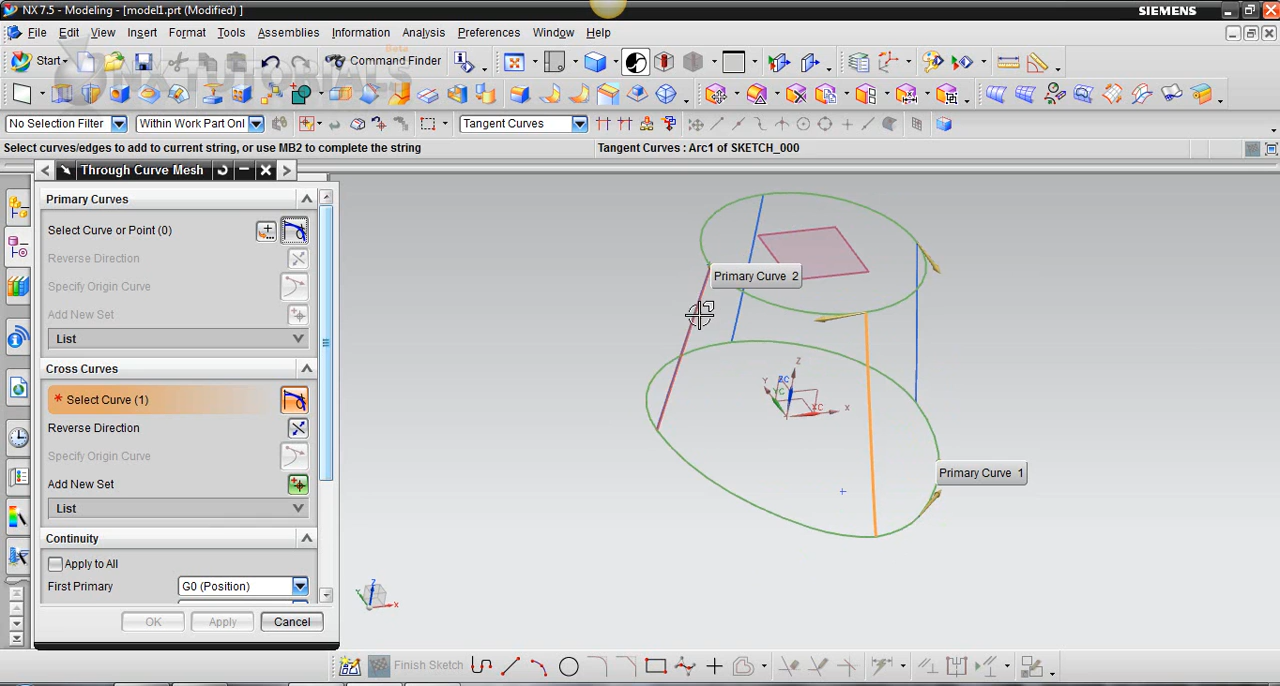 NX 7.5 - Modeling - [model1.prt (Modified) ]
SIEMENS
File Edit View Insert Format Tools Assemblies Information Analysis Preferences Window Help
Start
Command Finder
Beta
NXTUTORIALS
No Selection Filter
Within Work Part Onl
Tangent Curves
Select curves/edges to add to current string, or use MB2 to complete the string
Tangent Curves : Arc1 of SKETCH_000
Through Curve Mesh
Primary Curves
Select Curve or Point (0)
Reverse Direction
Specify Origin Curve
Add New Set
List
Cross Curves
* Select Curve (1)
Reverse Direction
Specify Origin Curve
Add New Set
List
Continuity
Apply to All
First Primary
G0 (Position)
OK
Apply
Cancel
Primary Curve 2
Primary Curve 1
Z
ZC
Y
YC
XC
X
Z
Y
X
Finish Sketch